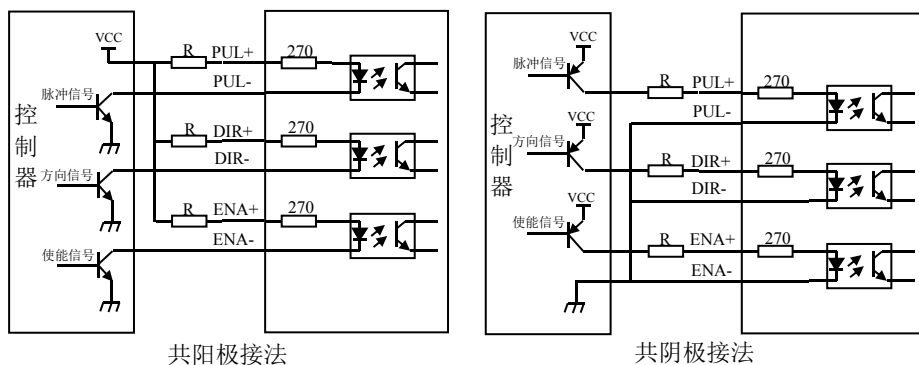 VCC
R
PUL+
270
脉冲信号
PUL-
控制器
R
DIR+
270
方向信号
DIR-
R
ENA+
270
使能信号
ENA-
共阳极接法
VCC
脉冲信号
R
PUL+
270
PUL-
VCC
控制器
方向信号
R
DIR+
270
DIR-
VCC
使能信号
R
ENA+
270
ENA-
共阴极接法